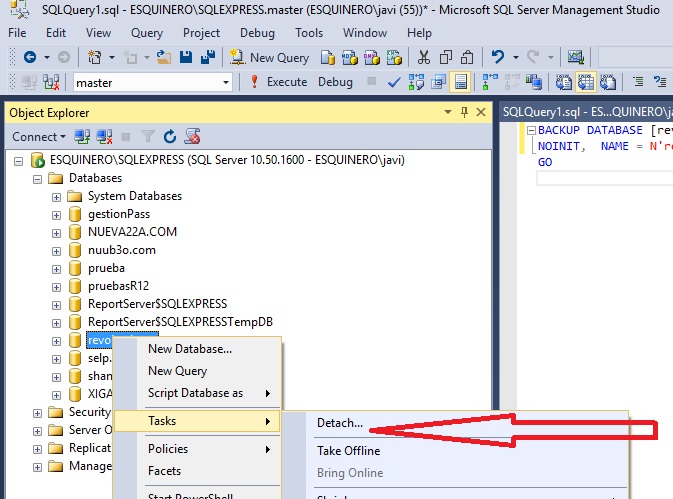 SQLQuery1.sql - ESQUINERO\SQLEXPRESS.master (ESQUINERO\javi (55))* - Microsoft SQL Server Management Studio
File Edit View Query Project Debug Tools Window Help
New Query
master Execute Debug
Object Explorer
SQLQuery1.sql - ES...QUINERO\j
Connect
BACKUP DATABASE [rev
NOINIT, NAME = N're
GO
ESQUINERO\SQLEXPRESS (SQL Server 10.50.1600 - ESQUINERO\javi)
Databases
System Databases
gestionPass
NUEVA22A.COM
nuub3o.com
prueba
pruebasR12
ReportServer$SQLEXPRESS
ReportServer$SQLEXPRESSTempDB
revo
selp.
shan
XIGA
Security
Server O
Replicat
Manage
New Database...
New Query
Script Database as
Tasks
Policies
Facets
Start PowerShell
Detach...
Take Offline
Bring Online